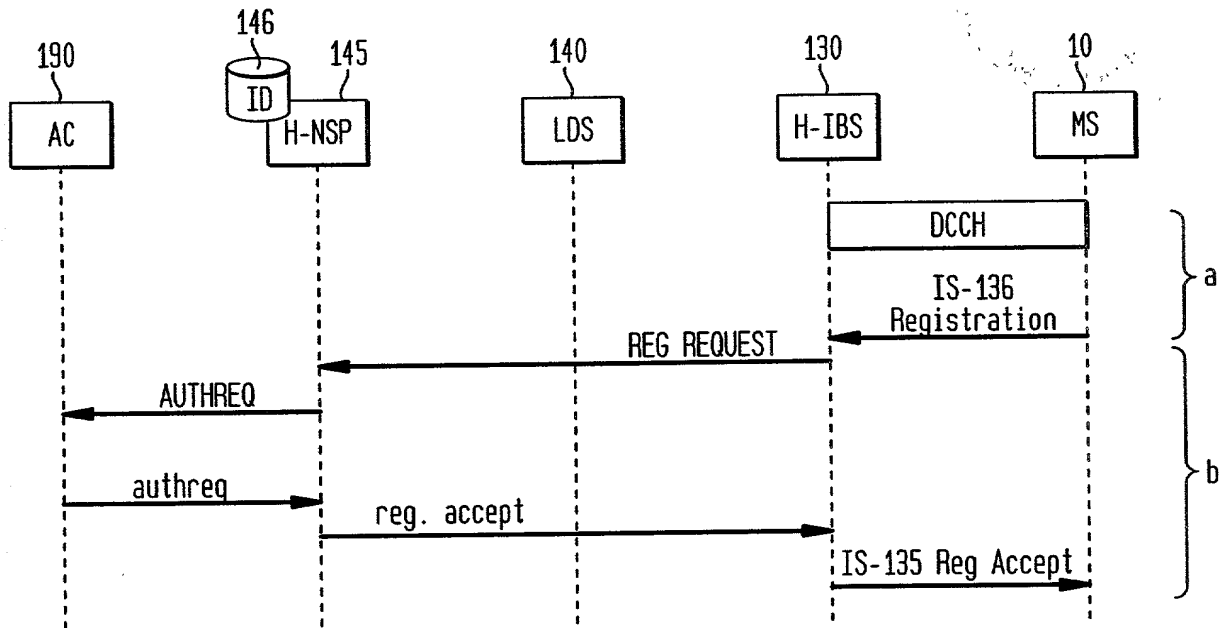 146
190
145
140
130
10
ID
AC
H-NSP
LDS
H-IBS
MS
DCCH
a
IS-136
Registration
REG REQUEST
AUTHREQ
b
authreq
reg. accept
IS-135 Reg Accept